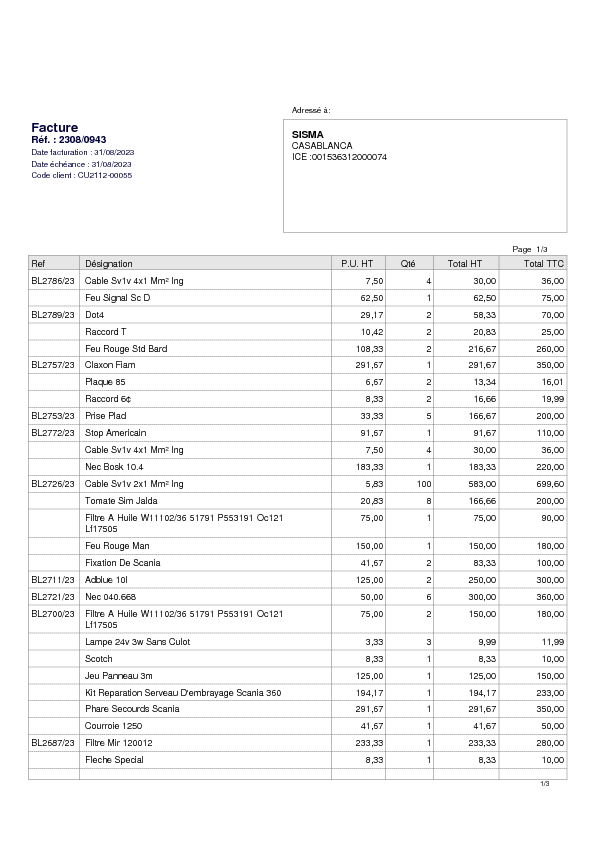 Adressé à:
Facture
Réf. : 2308/0943
Date facturation : 31/08/2023
Date échéance : 31/08/2023
Code client : CU2112-00055
SISMA
CASABLANCA
ICE :001536312000074
Page 1/3
Ref Désignation P.U. HT Qté Total HT Total TTC
BL2786/23 Cable Sv1v 4x1 Mm² Ing 7,50 4 30,00 36,00
Feu Signal Sc D 62,50 1 62,50 75,00
BL2789/23 Dot4 29,17 2 58,33 70,00
Raccord T 10,42 2 20,83 25,00
Feu Rouge Std Bard 108,33 2 216,67 260,00
BL2757/23 Claxon Fiam 291,67 1 291,67 350,00
Plaque 85 6,67 2 13,34 16,01
Raccord 6¢ 8,33 2 16,66 19,99
BL2753/23 Prise Plad 33,33 5 166,67 200,00
BL2772/23 Stop Americain 91,67 1 91,67 110,00
Cable Sv1v 4x1 Mm² Ing 7,50 4 30,00 36,00
Nec Bosk 10.4 183,33 1 183,33 220,00
BL2726/23 Cable Sv1v 2x1 Mm² Ing 5,83 100 583,00 699,60
Tomate Sim Jalda 20,83 8 166,66 200,00
Filtre A Huile W11102/36 51791 P553191 Oc121 75,00 1 75,00 90,00
Lf17505
Feu Rouge Man 150,00 1 150,00 180,00
Fixation De Scania 41,67 2 83,33 100,00
BL2711/23 Adblue 10l 125,00 2 250,00 300,00
BL2721/23 Nec 040.668 50,00 6 300,00 360,00
BL2700/23 Filtre A Huile W11102/36 51791 P553191 Oc121 75,00 2 150,00 180,00
Lf17505
Lampe 24v 3w Sans Culot 3,33 3 9,99 11,99
Scotch 8,33 1 8,33 10,00
Jeu Panneau 3m 125,00 1 125,00 150,00
Kit Reparation Serveau D'embrayage Scania 360 194,17 1 194,17 233,00
Phare Secourds Scania 291,67 1 291,67 350,00
Courroie 1250 41,67 1 41,67 50,00
BL2687/23 Filtre Mir 120012 233,33 1 233,33 280,00
Fleche Special 8,33 1 8,33 10,00
1/3